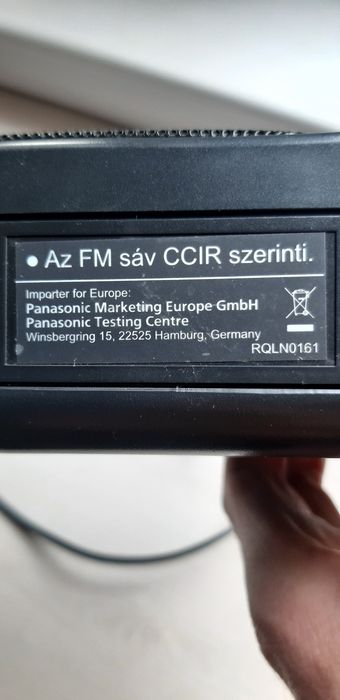 ● Az FM sáv CCIR szerinti.
Importer for Europe:
Panasonic Marketing Europe GmbH
Panasonic Testing Centre
Winsbergring 15, 22525 Hamburg, Germany
RQLN0161